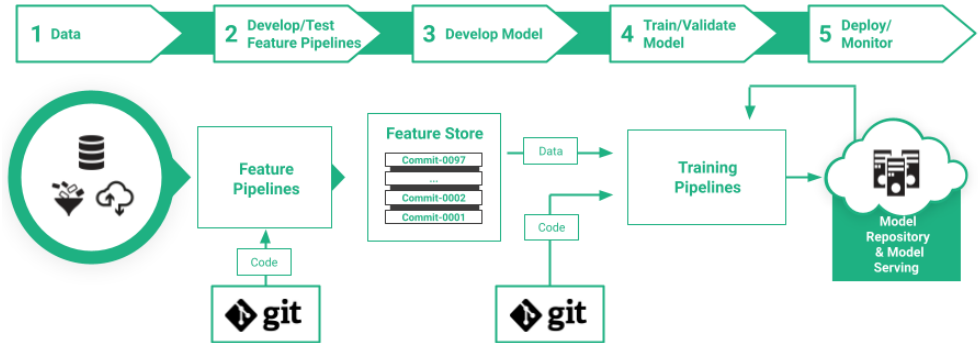 1 Data
2 Develop/Test
Feature Pipelines
3 Develop Model
4 Train/Validate
Model
5 Deploy/
Monitor
Feature
Pipelines
Code
git
Feature Store
Commit-0097
...
Commit-0002
Commit-0001
Data
Code
git
Training
Pipelines
Model
Repository
& Model
Serving